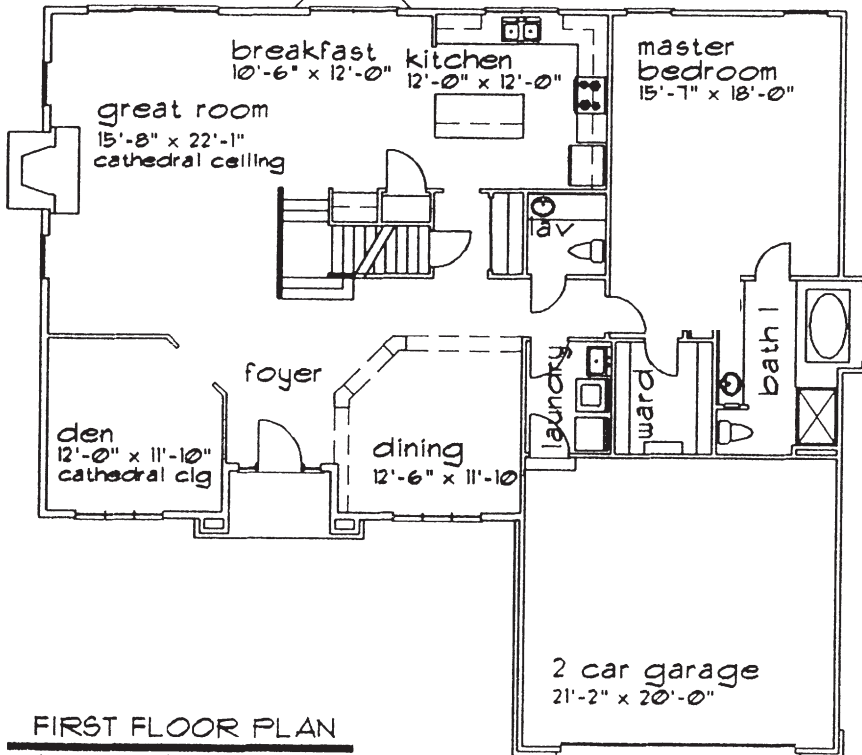 breakfast
10'-6" x 12'-0"
kitchen
12'-0" x 12'-0"
master
bedroom
15'-7" x 18'-0"
great room
15'-8" x 22'-1"
cathedral ceiling
lav
foyer
laundry
ward
bath 1
den
12'-0" x 11'-10"
cathedral clg
dining
12'-6" x 11'-10
2 car garage
21'-2" x 20'-0"
FIRST FLOOR PLAN